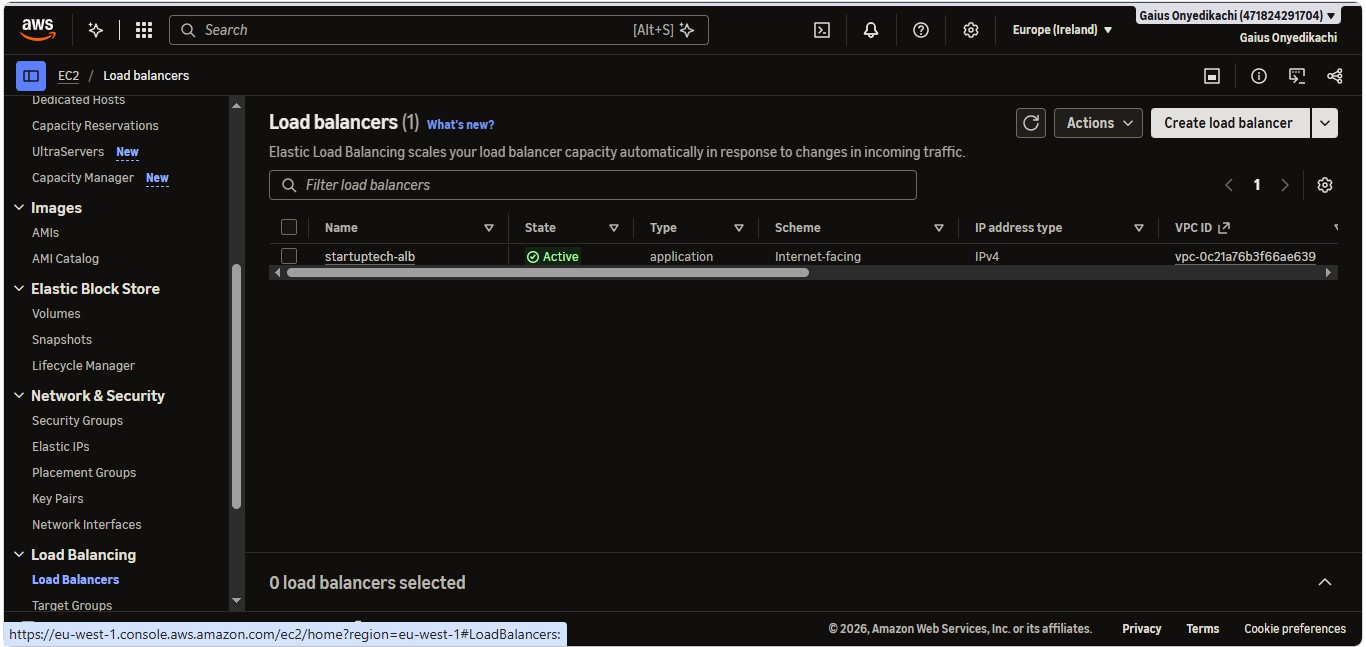 aws
Search
[Alt+S]
Europe (Ireland) ▼
Gaius Onyedikachi (471824291704) ▼
Gaius Onyedikachi
EC2 / Load balancers
Dedicated Hosts
Capacity Reservations
UltraServers New
Capacity Manager New
Images
AMIs
AMI Catalog
Elastic Block Store
Volumes
Snapshots
Lifecycle Manager
Network & Security
Security Groups
Elastic IPs
Placement Groups
Key Pairs
Network Interfaces
Load Balancing
Load Balancers
Target Groups
Load balancers (1) What's new?
Actions
Create load balancer
Elastic Load Balancing scales your load balancer capacity automatically in response to changes in incoming traffic.
Filter load balancers
1
Name State Type Scheme IP address type VPC ID
startuptech-alb Active application Internet-facing IPv4 vpc-0c21a76b3f66ae639
0 load balancers selected
https://eu-west-1.console.aws.amazon.com/ec2/home?region=eu-west-1#LoadBalancers:
© 2026, Amazon Web Services, Inc. or its affiliates. Privacy Terms Cookie preferences